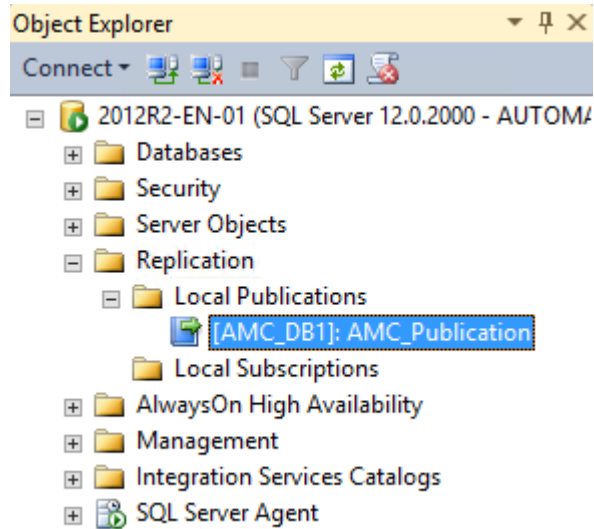 Object Explorer
Connect
2012R2-EN-01 (SQL Server 12.0.2000 - AUTOMA
Databases
Security
Server Objects
Replication
Local Publications
[AMC_DB1]: AMC_Publication
Local Subscriptions
AlwaysOn High Availability
Management
Integration Services Catalogs
SQL Server Agent